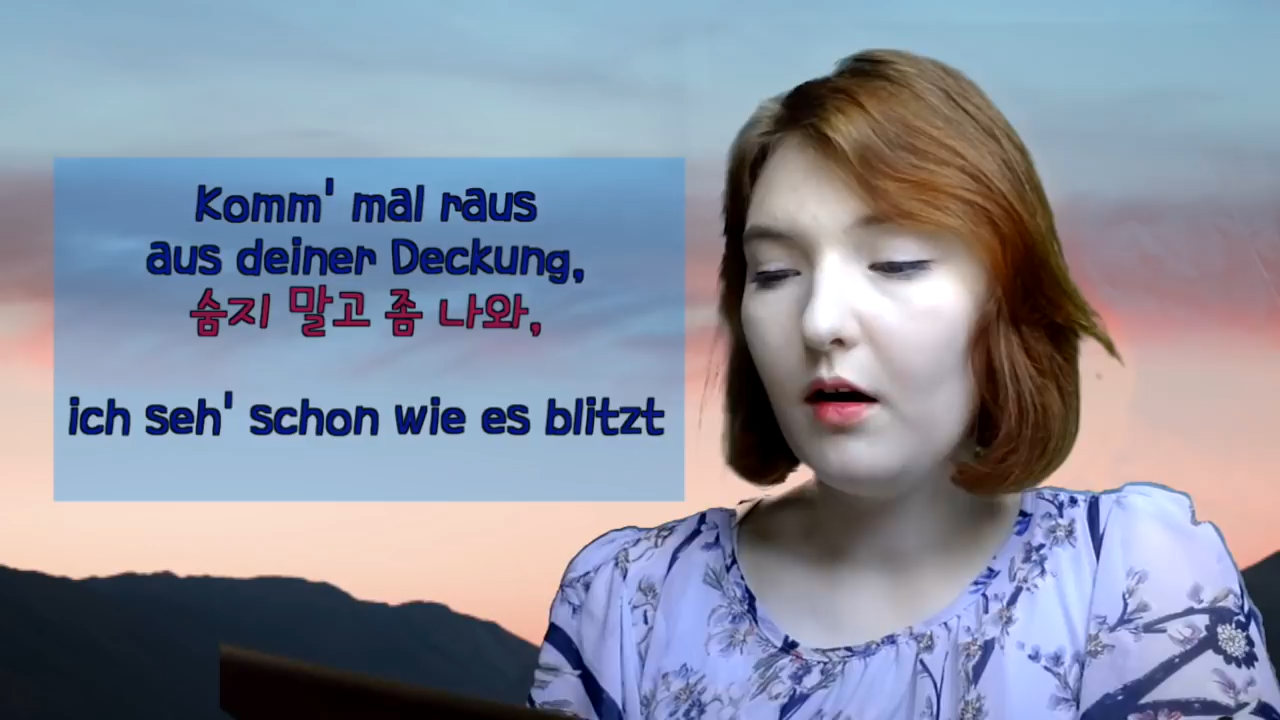 Komm' mal raus
aus deiner Deckung,
숨지 말고 좀 나와,
ich seh' schon wie es blitzt